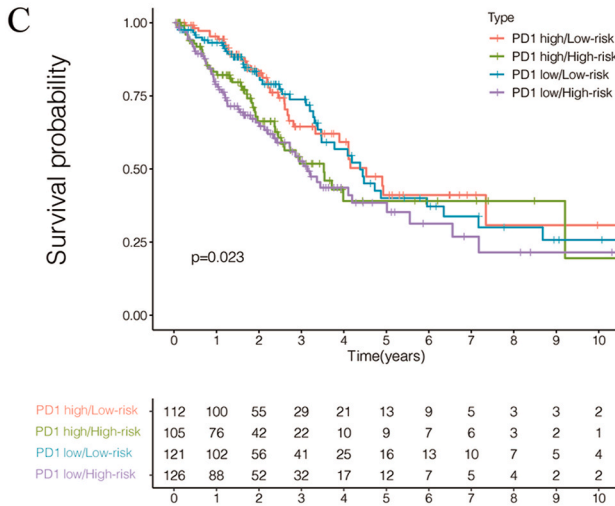 C
Type
PD1 high/Low-risk
PD1 high/High-risk
PD1 low/Low-risk
PD1 low/High-risk
Survival probability
1.00
0.75
0.50
0.25
0.00
p=0.023
0 1 2 3 4 5 6 7 8 9 10
Time(years)
PD1 high/Low-risk 112 100 55 29 21 13 9 5 3 3 2
PD1 high/High-risk 105 76 42 22 10 9 7 6 3 2 1
PD1 low/Low-risk 121 102 56 41 25 16 13 10 7 5 4
PD1 low/High-risk 126 88 52 32 17 12 7 5 4 2 2
0 1 2 3 4 5 6 7 8 9 10